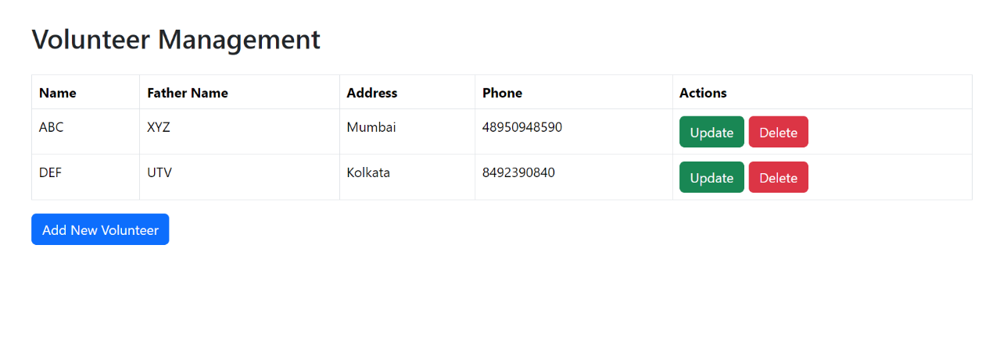 Volunteer Management
Name Father Name Address Phone Actions
ABC XYZ Mumbai 48950948590 Update Delete
DEF UTV Kolkata 8492390840 Update Delete
Add New Volunteer